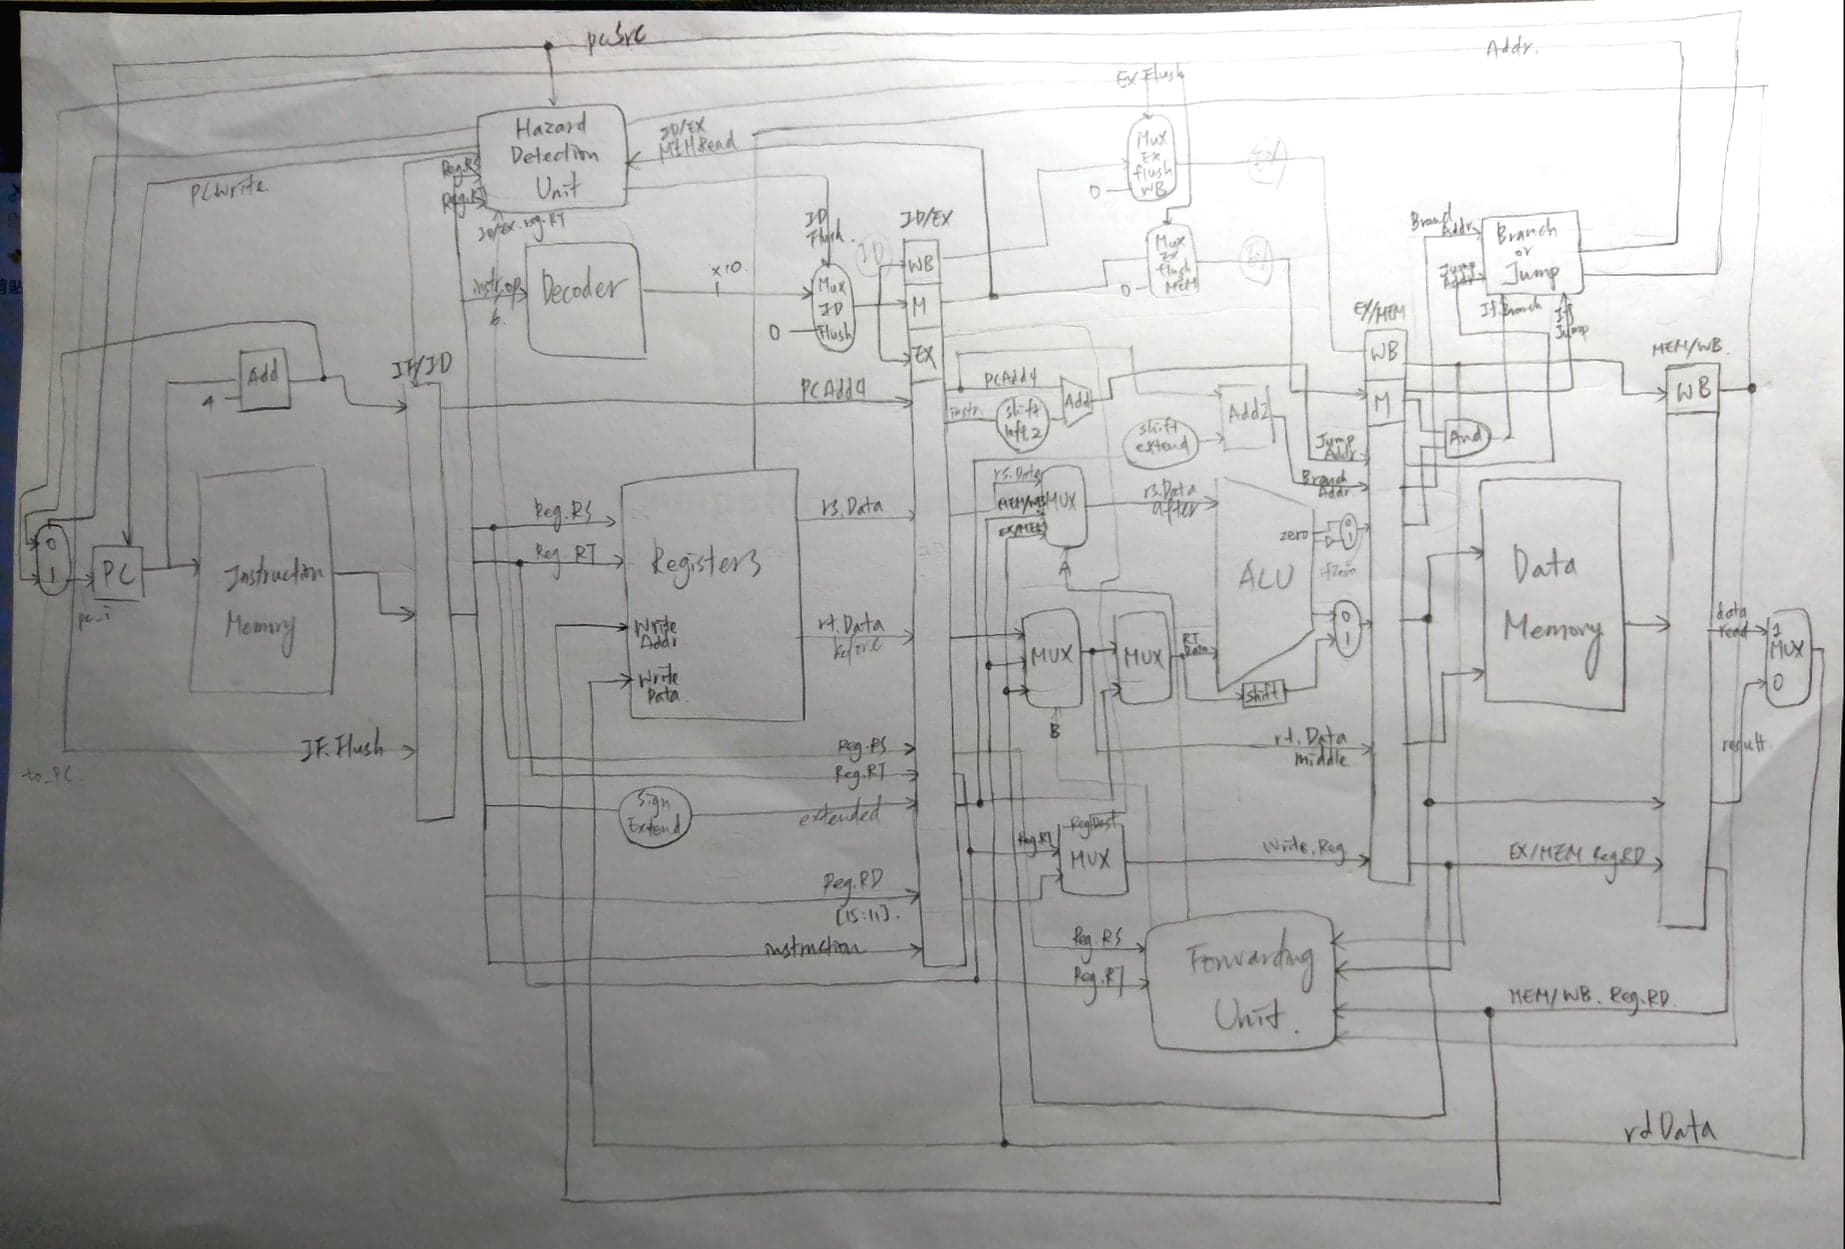 pcSrc
Addr.
Ex Flush
Hazard
Detection
Unit
ID/EX
Reg.RS
Reg.RT
PCWrite
ID/Ex.reg.RT
Mux
Ex
flush
WB
0
EX
ID
ID/EX
Branch
Addr.
Branch
or
Jump
Jump
Addr
If.Branch
If
Jump
Mux
Ex
flush
MEM
0
EX
instr.op
6
Decoder
x10
Mux
ID
Flush
0
WB
M
EX
EX/MEM
WB
M
MEM/WB
WB
Add
4
IF/ID
PCAdd4
PCAdd4
instr.
shift
left.2
Add
Add2
shift
extend
And
Jump
Addr
Branch
Addr
0
1
PC
pc_i
Instruction
Memory
Reg.RS
Reg.RT
Registers
Write
Addr
Write
Data
rs.Data
rt.Data
before
rs.Data
MEM/WB
EX/MEM
MUX
A
rs.Data
after
ALU
zero
0
1
0
1
MUX
B
MUX
RT
Data
shift
Data
Memory
data
read
1
MUX
0
result
IF.Flush
to_PC
Reg.RS
Reg.RT
Sign
Extend
extended
rt.Data
middle
Reg.RT
RegDest
MUX
Write.Reg
EX/MEM Reg.RD
Reg.RD
[15:11].
instruction
Reg.RS
Reg.RT
Forwarding
Unit.
MEM/WB. Reg.RD.
rdData